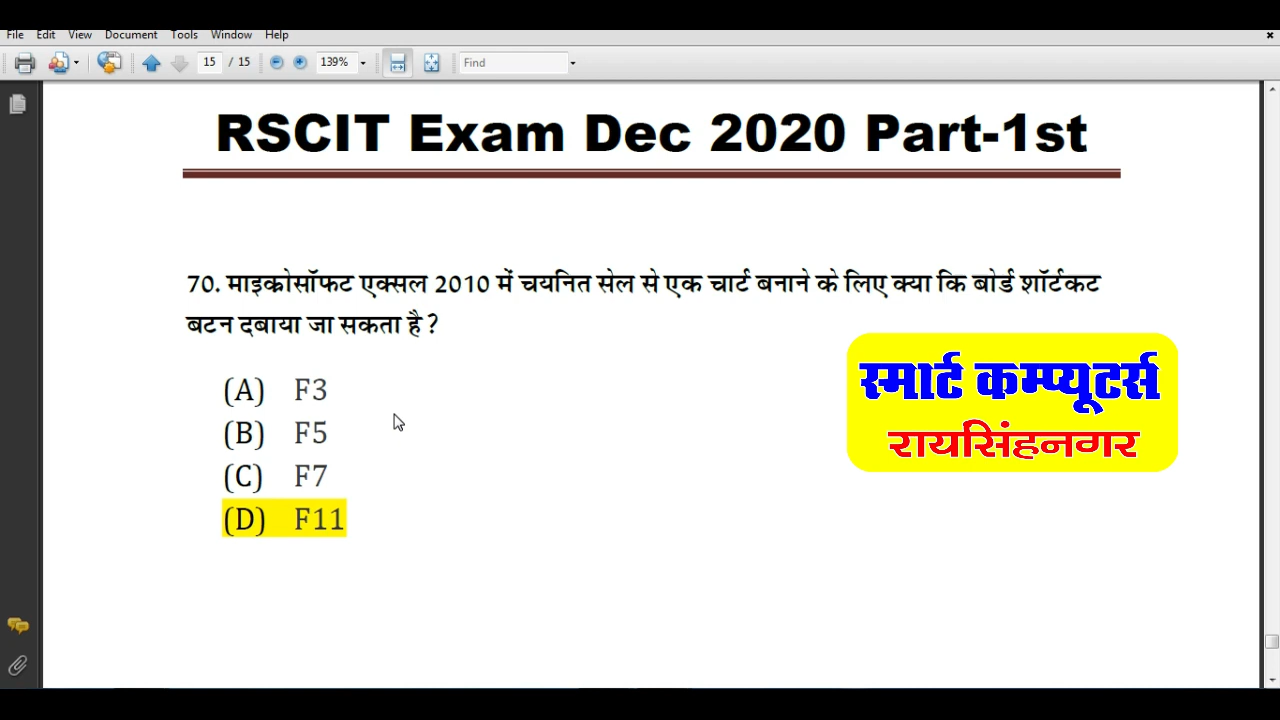 File Edit View Document Tools Window Help
15 / 15 139% Find
RSCIT Exam Dec 2020 Part-1st
70. माइक्रोसॉफट एक्सल 2010 में चयनित सेल से एक चार्ट बनाने के लिए क्या कि बोर्ड शॉर्टकट
बटन दबाया जा सकता है ?
(A) F3
(B) F5
(C) F7
(D) F11
स्मार्ट कम्प्यूटर्स
रायसिंहनगर